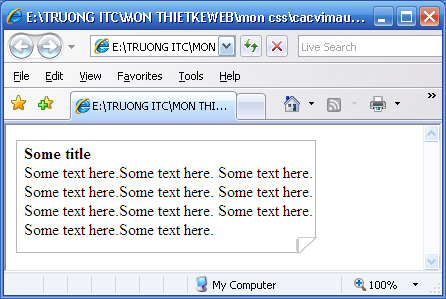 E:\TRUONG ITC\MON THIETKEWEB\mon css\cacvimau...
E:\TRUONG ITC\MON
Live Search
File Edit View Favorites Tools Help
E:\TRUONG ITC\MON THI...
Some title
Some text here.Some text here. Some text here.
Some text here.Some text here. Some text here.
Some text here.Some text here. Some text here.
Some text here.Some text here.
My Computer
100%